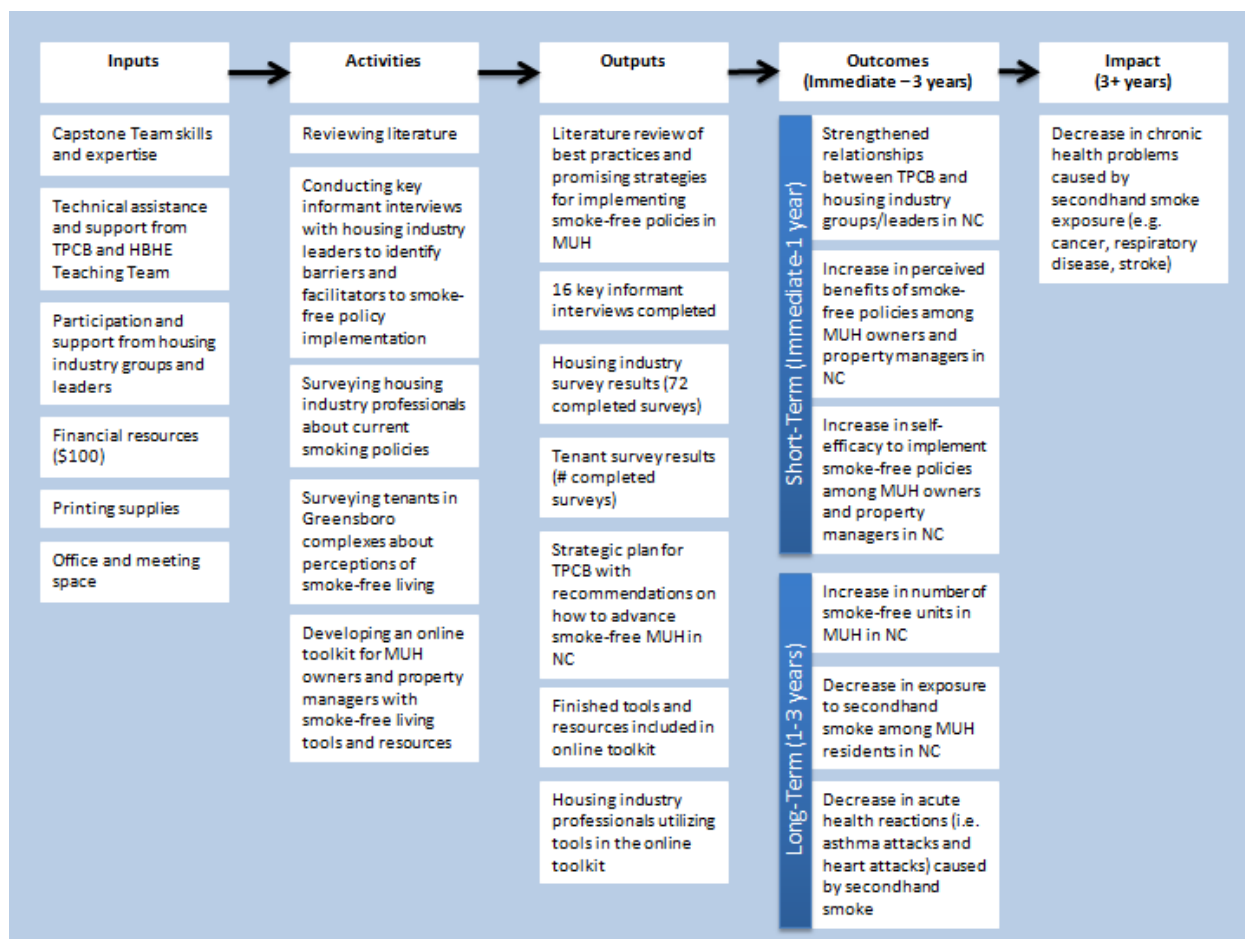 Inputs
Activities
Outputs
Outcomes
(Immediate – 3 years)
Impact
(3+ years)
Capstone Team skills
and expertise
Technical assistance
and support from
TPCB and HBHE
Teaching Team
Participation and
support from housing
industry groups and
leaders
Financial resources
($100)
Printing supplies
Office and meeting
space
Reviewing literature
Conducting key
informant interviews
with housing industry
leaders to identify
barriers and
facilitators to smoke-
free policy
implementation
Surveying housing
industry professionals
about current
smoking policies
Surveying tenants in
Greensboro
complexes about
perceptions of
smoke-free living
Developing an online
toolkit for MUH
owners and property
managers with
smoke-free living
tools and resources
Literature review of
best practices and
promising strategies
for implementing
smoke-free policies in
MUH
16 key informant
interviews completed
Housing industry
survey results (72
completed surveys)
Tenant survey results
(# completed
surveys)
Strategic plan for
TPCB with
recommendations on
how to advance
smoke-free MUH in
NC
Finished tools and
resources included in
online toolkit
Housing industry
professionals utilizing
tools in the online
toolkit
Short-Term (Immediate-1 year)
Strengthened
relationships
between TPCB and
housing industry
groups/leaders in NC
Increase in perceived
benefits of smoke-
free policies among
MUH owners and
property managers in
NC
Increase in self-
efficacy to implement
smoke-free policies
among MUH owners
and property
managers in NC
Long-Term (1-3 years)
Increase in number of
smoke-free units in
MUH in NC
Decrease in exposure
to secondhand
smoke among MUH
residents in NC
Decrease in acute
health reactions (i.e.
asthma attacks and
heart attacks) caused
by secondhand
smoke
Decrease in chronic
health problems
caused by
secondhand smoke
exposure (e.g.
cancer, respiratory
disease, stroke)